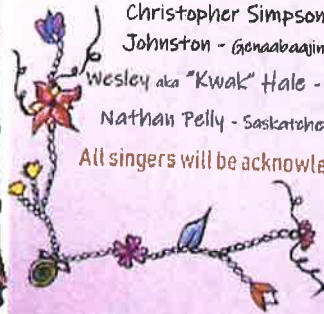 Christopher Simpson
Johnston - Genaabaajin
Wesley aka "Kwak" Hale -
Nathan Pelly - Saskatche
All singers will be acknowle